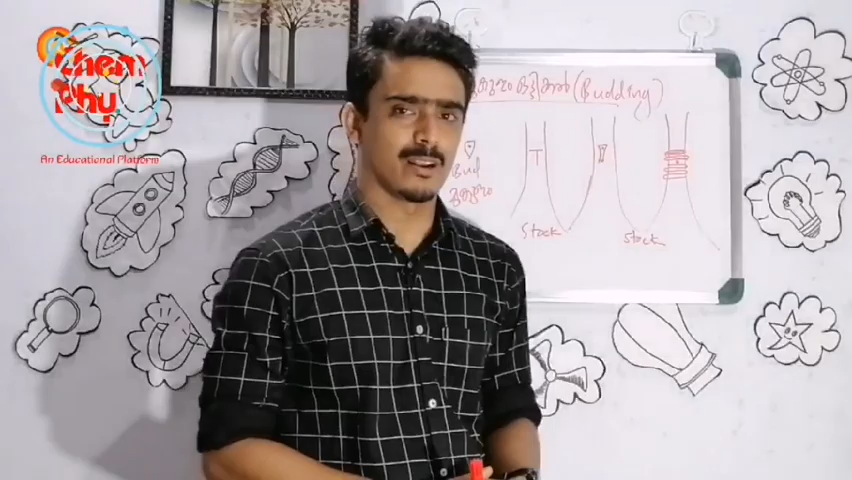 Chem
Phy
An Educational Platform
(Budding)
T
Bud
മുകുളം
Stock
Stock